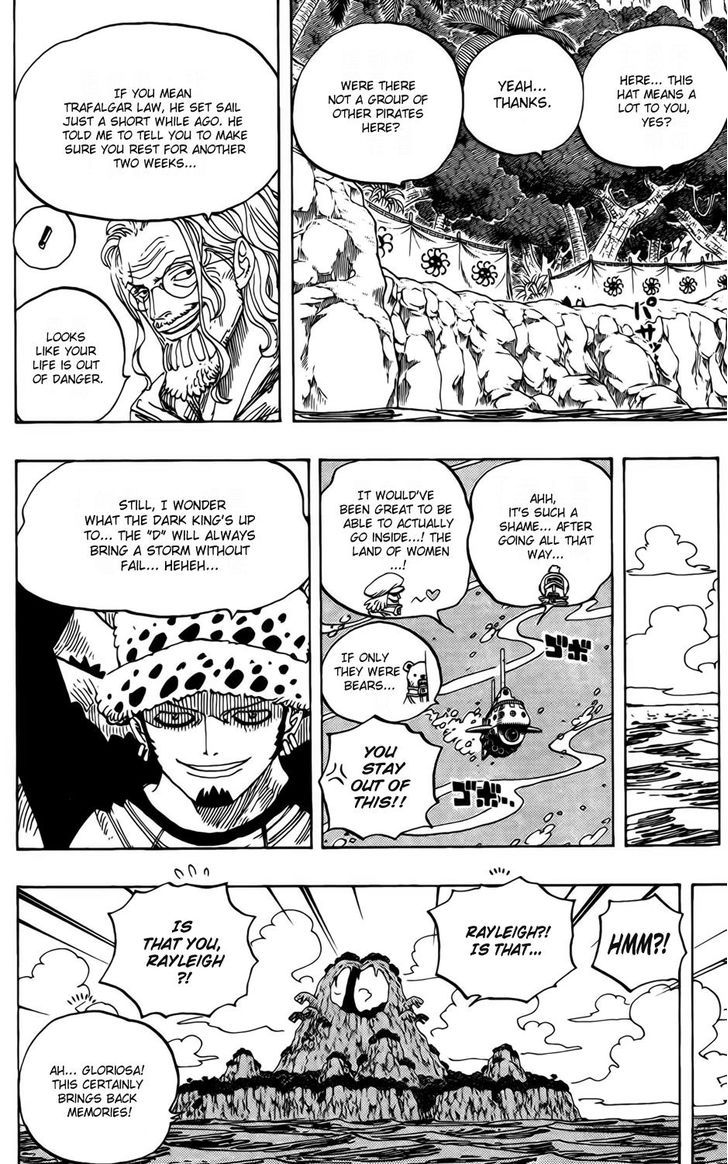 HERE... THIS
HAT MEANS A
LOT TO YOU,
YES?
YEAH...
THANKS.
WERE THERE
NOT A GROUP OF
OTHER PIRATES
HERE?
パサッ
IF YOU MEAN
TRAFALGAR LAW, HE SET SAIL
JUST A SHORT WHILE AGO. HE
TOLD ME TO TELL YOU TO MAKE
SURE YOU REST FOR ANOTHER
TWO WEEKS...
!
LOOKS
LIKE YOUR
LIFE IS OUT
OF DANGER.
AHH,
IT'S SUCH A
SHAME... AFTER
GOING ALL THAT
WAY...
IT WOULD'VE
BEEN GREAT TO
BE ABLE TO ACTUALLY
GO INSIDE...! THE
LAND OF WOMEN
...!
ゴボ
IF ONLY
THEY WERE
BEARS...
YOU
STAY
OUT OF
THIS!!
ゴボ...
STILL, I WONDER
WHAT THE DARK KING'S UP
TO... THE "D" WILL ALWAYS
BRING A STORM WITHOUT
FAIL... HEHEH...
HMM?!
RAYLEIGH?!
IS THAT...
IS
THAT YOU,
RAYLEIGH
?!
AH... GLORIOSA!
THIS CERTAINLY
BRINGS BACK
MEMORIES!